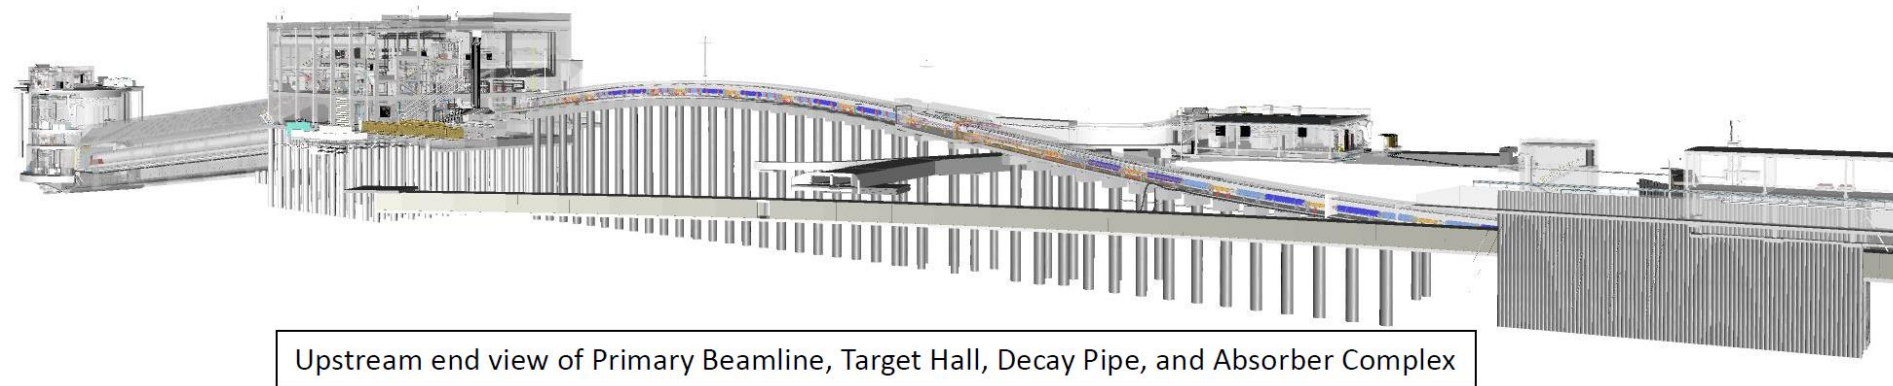 Upstream end view of Primary Beamline, Target Hall, Decay Pipe, and Absorber Complex